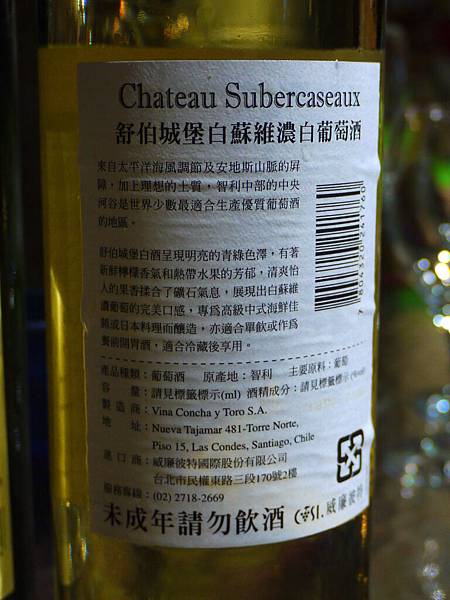 Chateau Subercaseaux
舒伯城堡白蘇維濃白葡萄酒
來自太平洋海風調節及安地斯山脈的屏
障，加上理想的土質，智利中部的中央
河谷是世界少數最適合生產優質葡萄酒
的地區。
舒伯城堡白酒呈現明亮的青綠色澤，有著
新鮮檸檬香氣和熱帶水果的芳郁，清爽怡
人的果香揉合了礦石氣息，展現出白蘇維
濃葡萄的完美口感，專為高級中式海鮮佳
餚或日本料理而釀造，亦適合單飲或作為
餐前開胃酒，適合冷藏後享用。
產品種類：葡萄酒 原產地：智利 主要原料：葡萄
容 量：請見標籤標示(ml) 酒精成分：請見標籤標示
製 造 商：Vina Concha y Toro S.A.
地 址：Nueva Tajamar 481-Torre Norte,
Piso 15, Las Condes, Santiago, Chile
進 口 商：威廉彼特國際股份有限公司
台北市民權東路三段170號2樓
服務專線：(02) 2718-2669
未成年請勿飲酒
威廉彼特